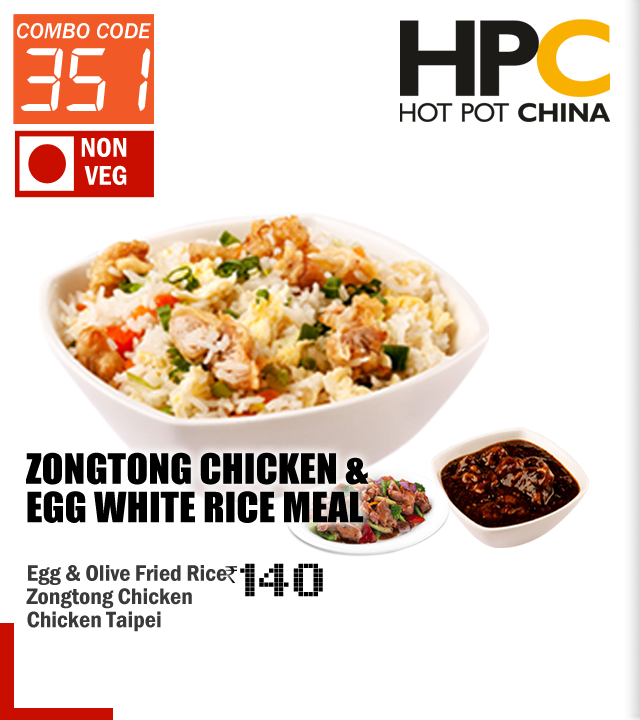 COMBO CODE
351
NON
VEG
HPC
HOT POT CHINA
ZONGTONG CHICKEN &
EGG WHITE RICE MEAL
Egg & Olive Fried Rice ₹140
Zongtong Chicken
Chicken Taipei